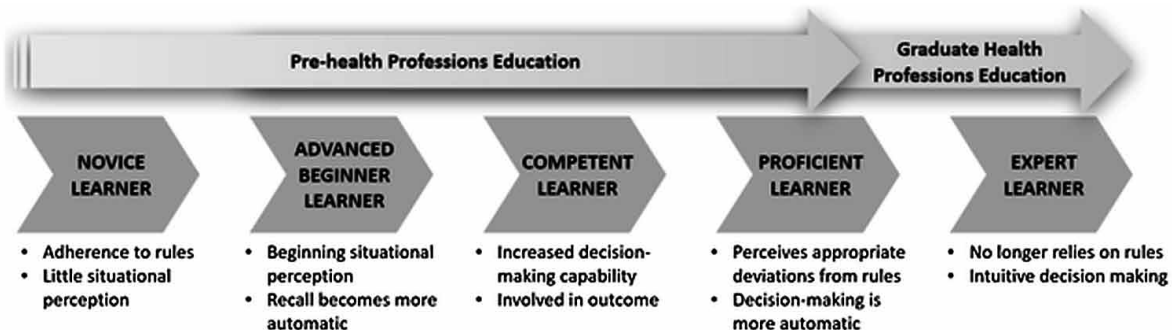 Pre-health Professions Education
Graduate Health
Professions Education
NOVICE
LEARNER
ADVANCED
BEGINNER
LEARNER
COMPETENT
LEARNER
PROFICIENT
LEARNER
EXPERT
LEARNER
• Adherence to rules
• Little situational
perception
• Beginning situational
perception
• Recall becomes more
automatic
• Increased decision-
making capability
• Involved in outcome
• Perceives appropriate
deviations from rules
• Decision-making is
more automatic
• No longer relies on rules
• Intuitive decision making